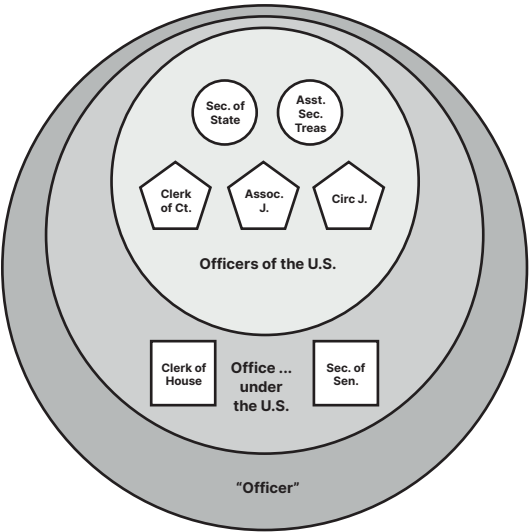 Sec. of
State
Asst.
Sec.
Treas
Clerk
of Ct.
Assoc.
J.
Circ J.
Officers of the U.S.
Clerk of
House
Office ...
under
the U.S.
Sec. of
Sen.
“Officer”